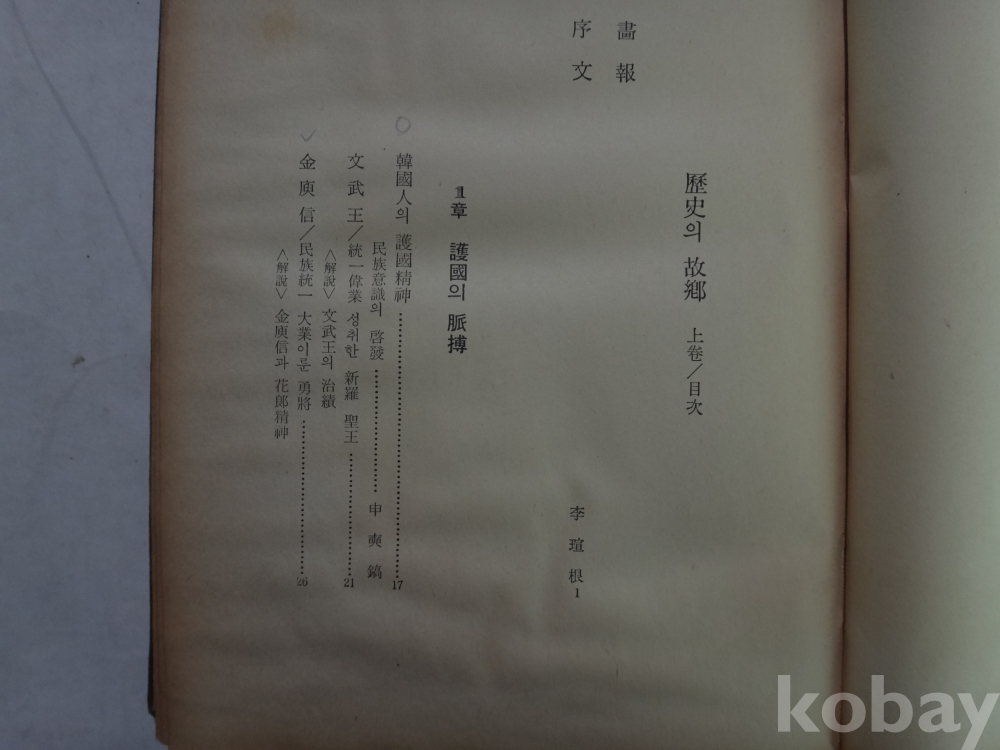 歷史의 故鄕 上卷/目次
畵報
序文 李瑄根 1
1章 護國의 脈搏
韓國人의 護國精神 17
民族意識의 啓發 申奭鎬
文武王/統一偉業 성취한 新羅 聖王 21
<解說> 文武王의 治績
金庾信/民族統一 大業이룬 勇將 26
<解說> 金庾信과 花郎精神
kobay